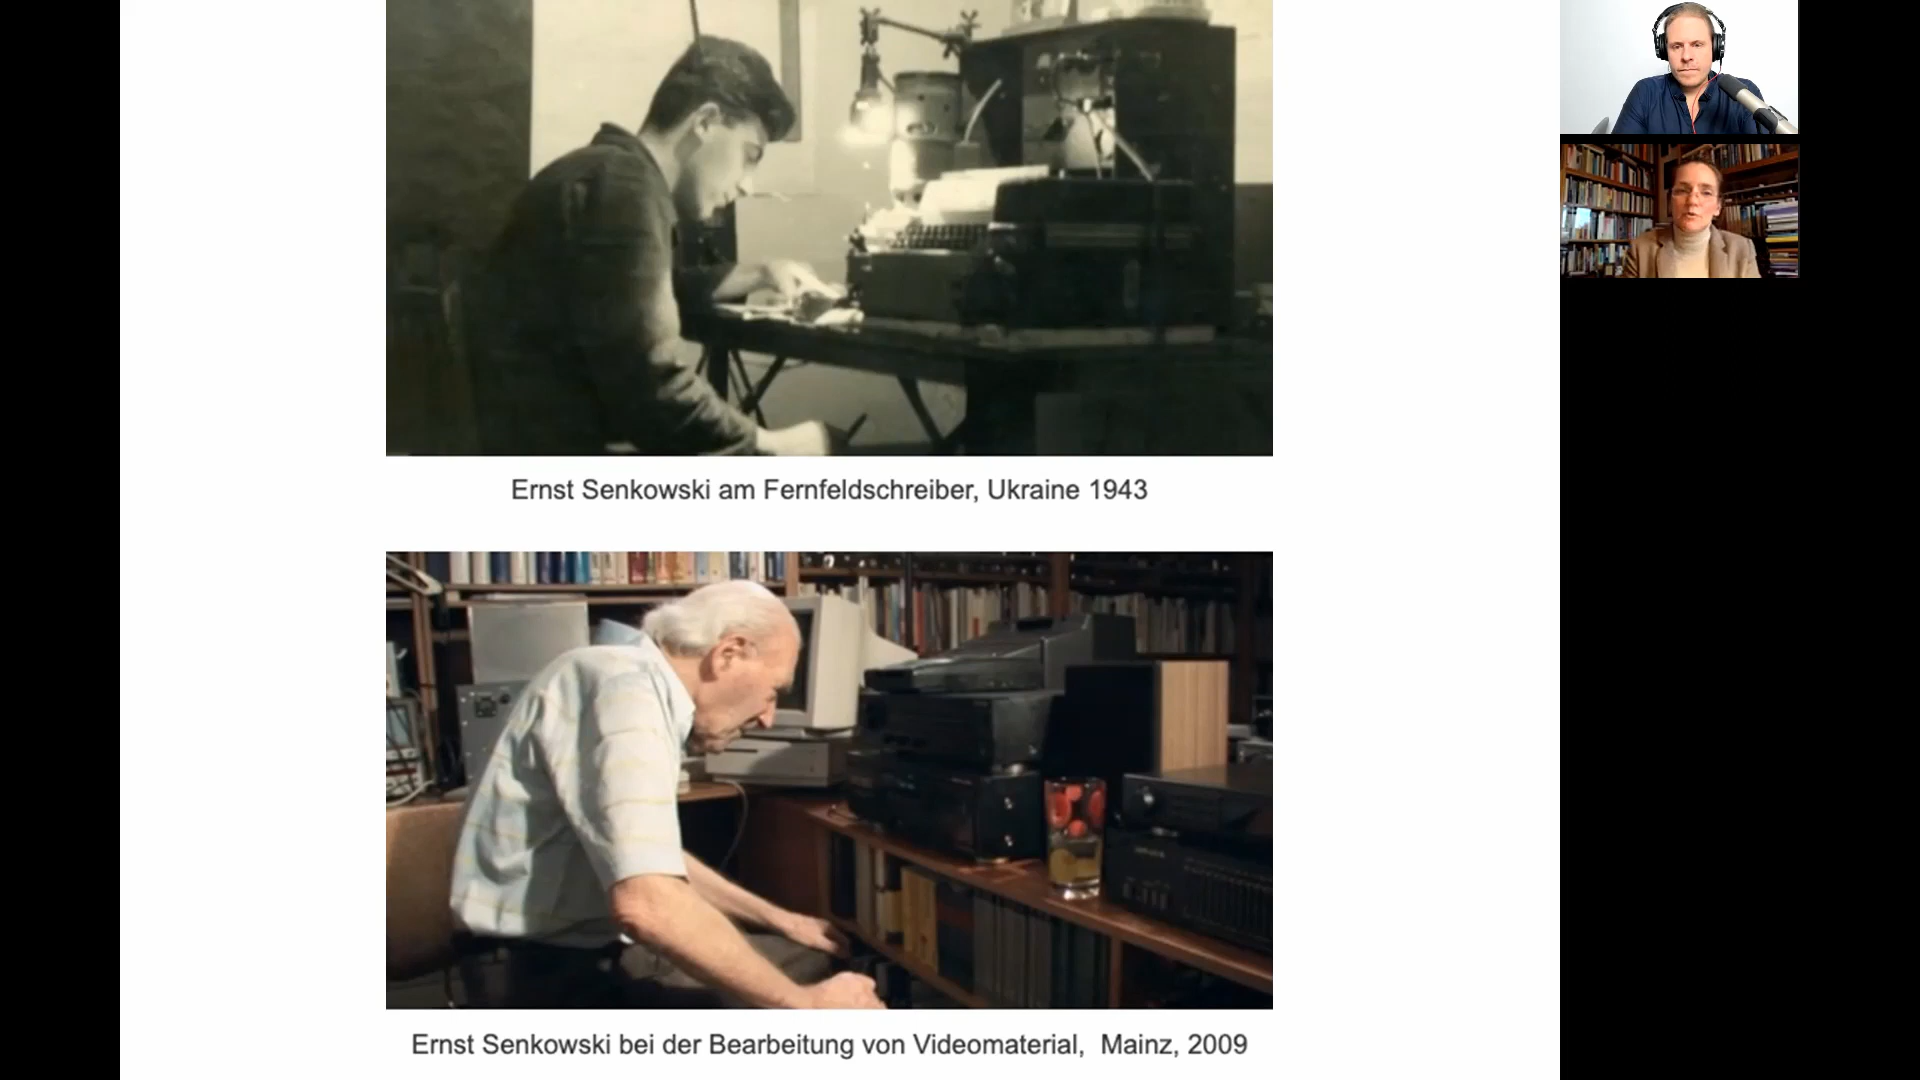 Ernst Senkowski am Fernfeldschreiber, Ukraine 1943
Ernst Senkowski bei der Bearbeitung von Videomaterial, Mainz, 2009